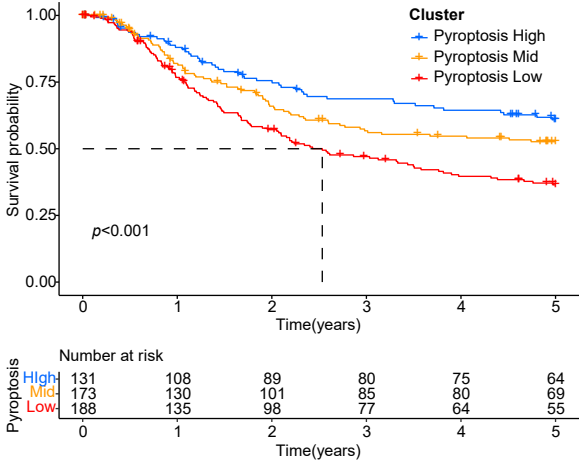 Cluster
Pyroptosis High
Pyroptosis Mid
Pyroptosis Low
Survival probability
1.00
0.75
0.50
0.25
0.00
p<0.001
0 1 2 3 4 5
Time(years)
Number at risk
Pyroptosis
HIgh 131 108 89 80 75 64
Mid 173 130 101 85 80 69
Low 188 135 98 77 64 55
0 1 2 3 4 5
Time(years)